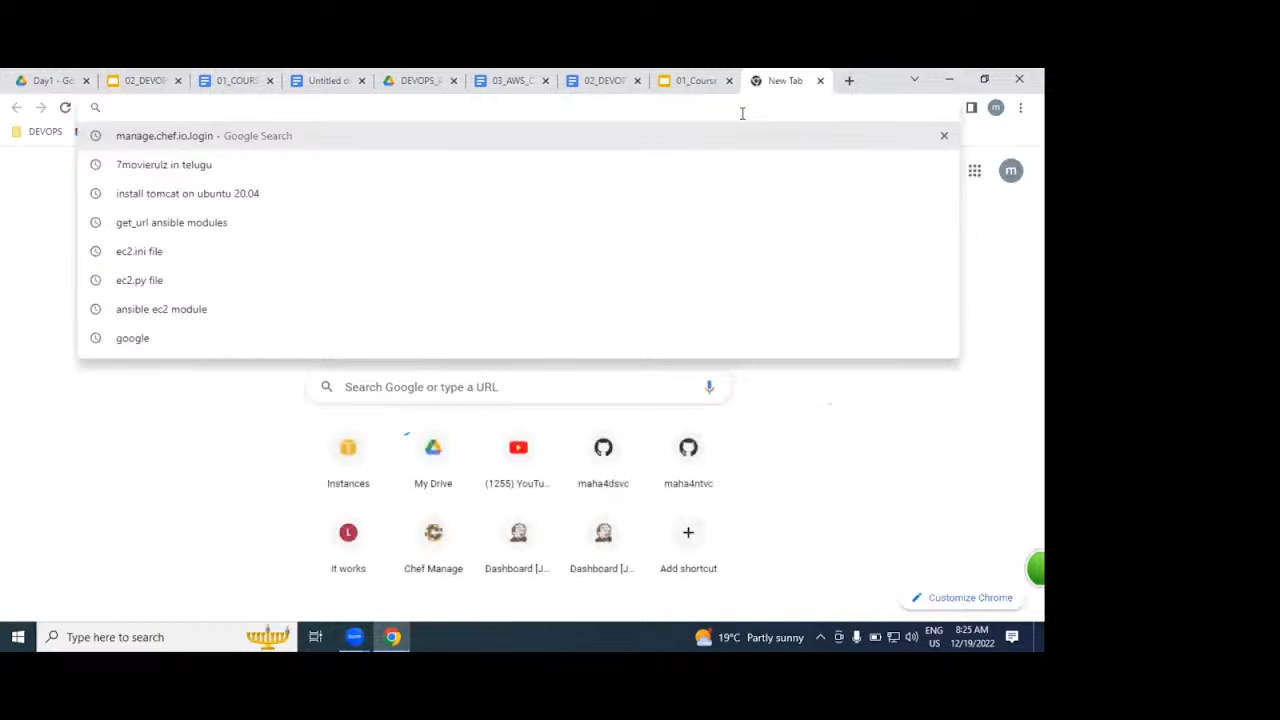 Day1 - Go
02_DEVOP
01_COURS
Untitled d
DEVOPS_A
03_AWS_C
02_DEVOP
01_Course
New Tab
m
DEVOPS
manage.chef.io.login - Google Search
7movierulz in telugu
install tomcat on ubuntu 20.04
get_url ansible modules
ec2.ini file
ec2.py file
ansible ec2 module
google
m
Search Google or type a URL
Instances
My Drive
(1255) YouTu...
maha4dsvc
maha4ntvc
L
It works
Chef Manage
Dashboard [J...
Dashboard [J...
Add shortcut
Customize Chrome
Type here to search
zoom
19°C Partly sunny
ENG
US
8:25 AM
12/19/2022